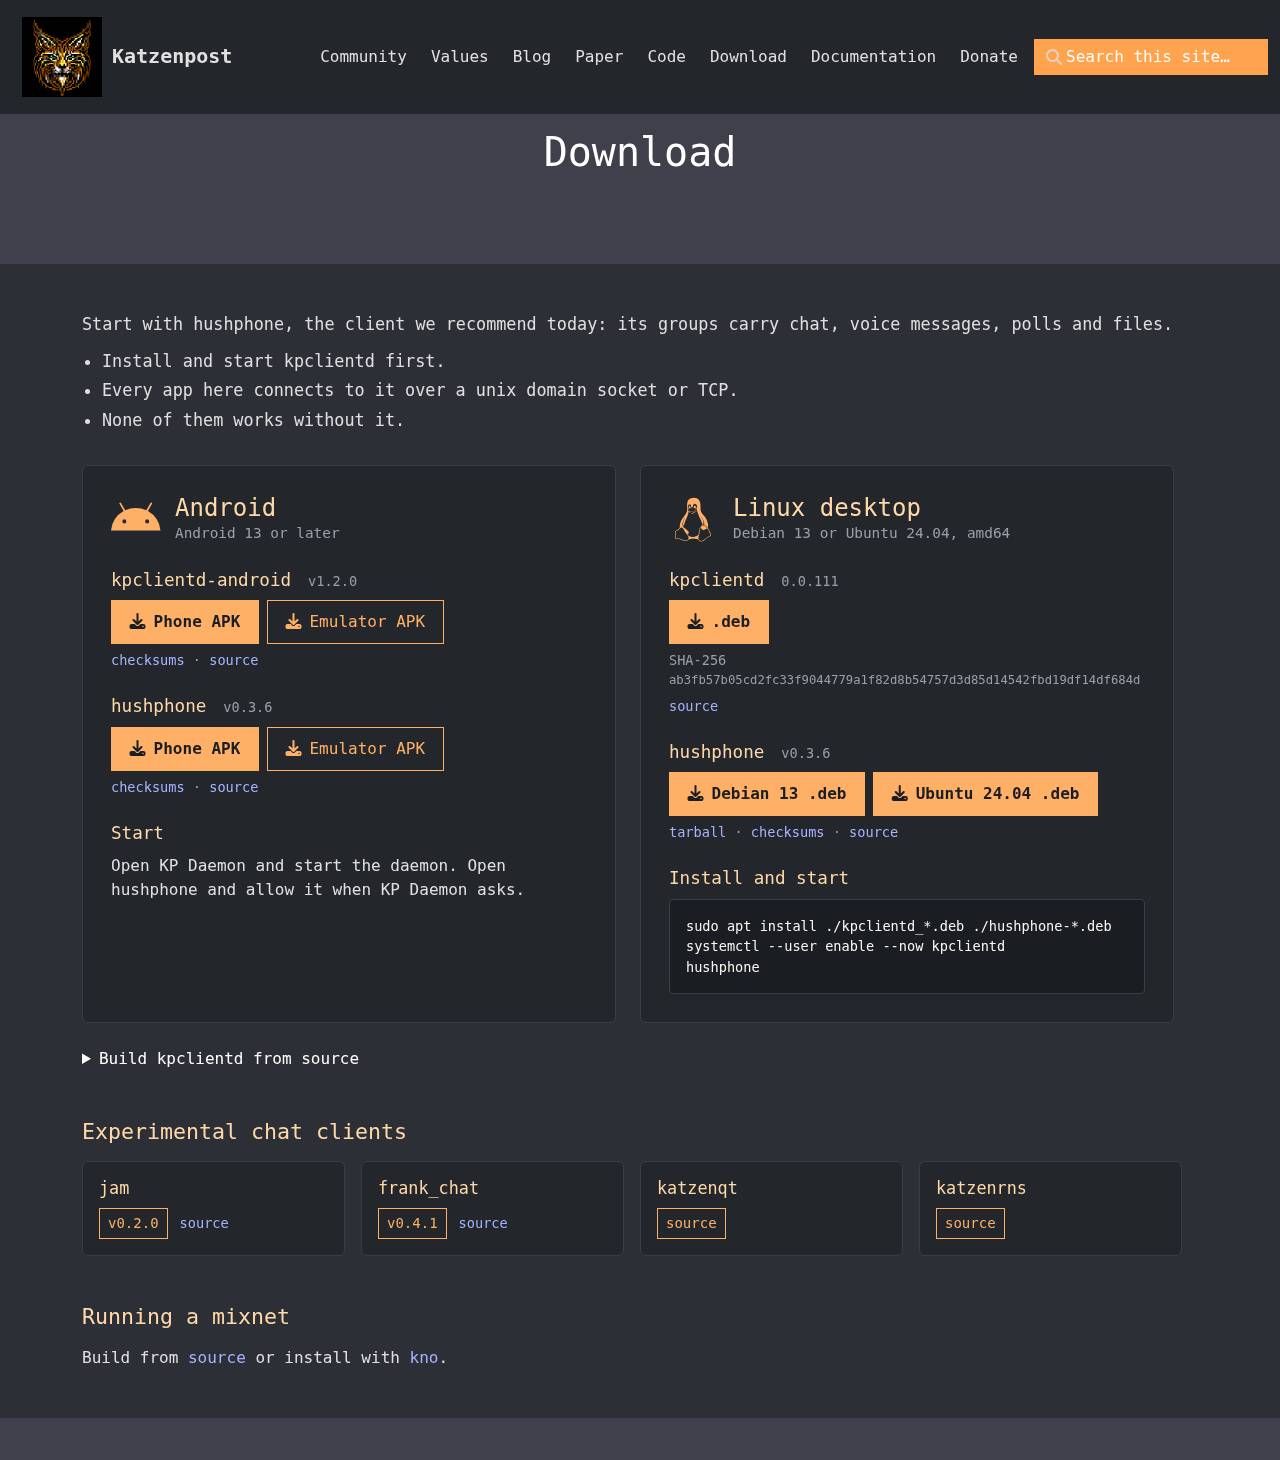 Katzenpost
Community Values Blog Paper Code Download Documentation Donate Search this site…
Download
Start with hushphone, the client we recommend today: its groups carry chat, voice messages, polls and files.
• Install and start kpclientd first.
• Every app here connects to it over a unix domain socket or TCP.
• None of them works without it.
Android
Android 13 or later
kpclientd-android v1.2.0
Phone APK Emulator APK
checksums · source
hushphone v0.3.6
Phone APK Emulator APK
checksums · source
Start
Open KP Daemon and start the daemon. Open
hushphone and allow it when KP Daemon asks.
Linux desktop
Debian 13 or Ubuntu 24.04, amd64
kpclientd 0.0.111
.deb
SHA-256
ab3fb57b05cd2fc33f9044779a1f82d8b54757d3d85d14542fbd19df14df684d
source
hushphone v0.3.6
Debian 13 .deb Ubuntu 24.04 .deb
tarball · checksums · source
Install and start
sudo apt install ./kpclientd_*.deb ./hushphone-*.deb
systemctl --user enable --now kpclientd
hushphone
Build kpclientd from source
Experimental chat clients
jam
v0.2.0 source
frank_chat
v0.4.1 source
katzenqt
source
katzenrns
source
Running a mixnet
Build from source or install with kno.